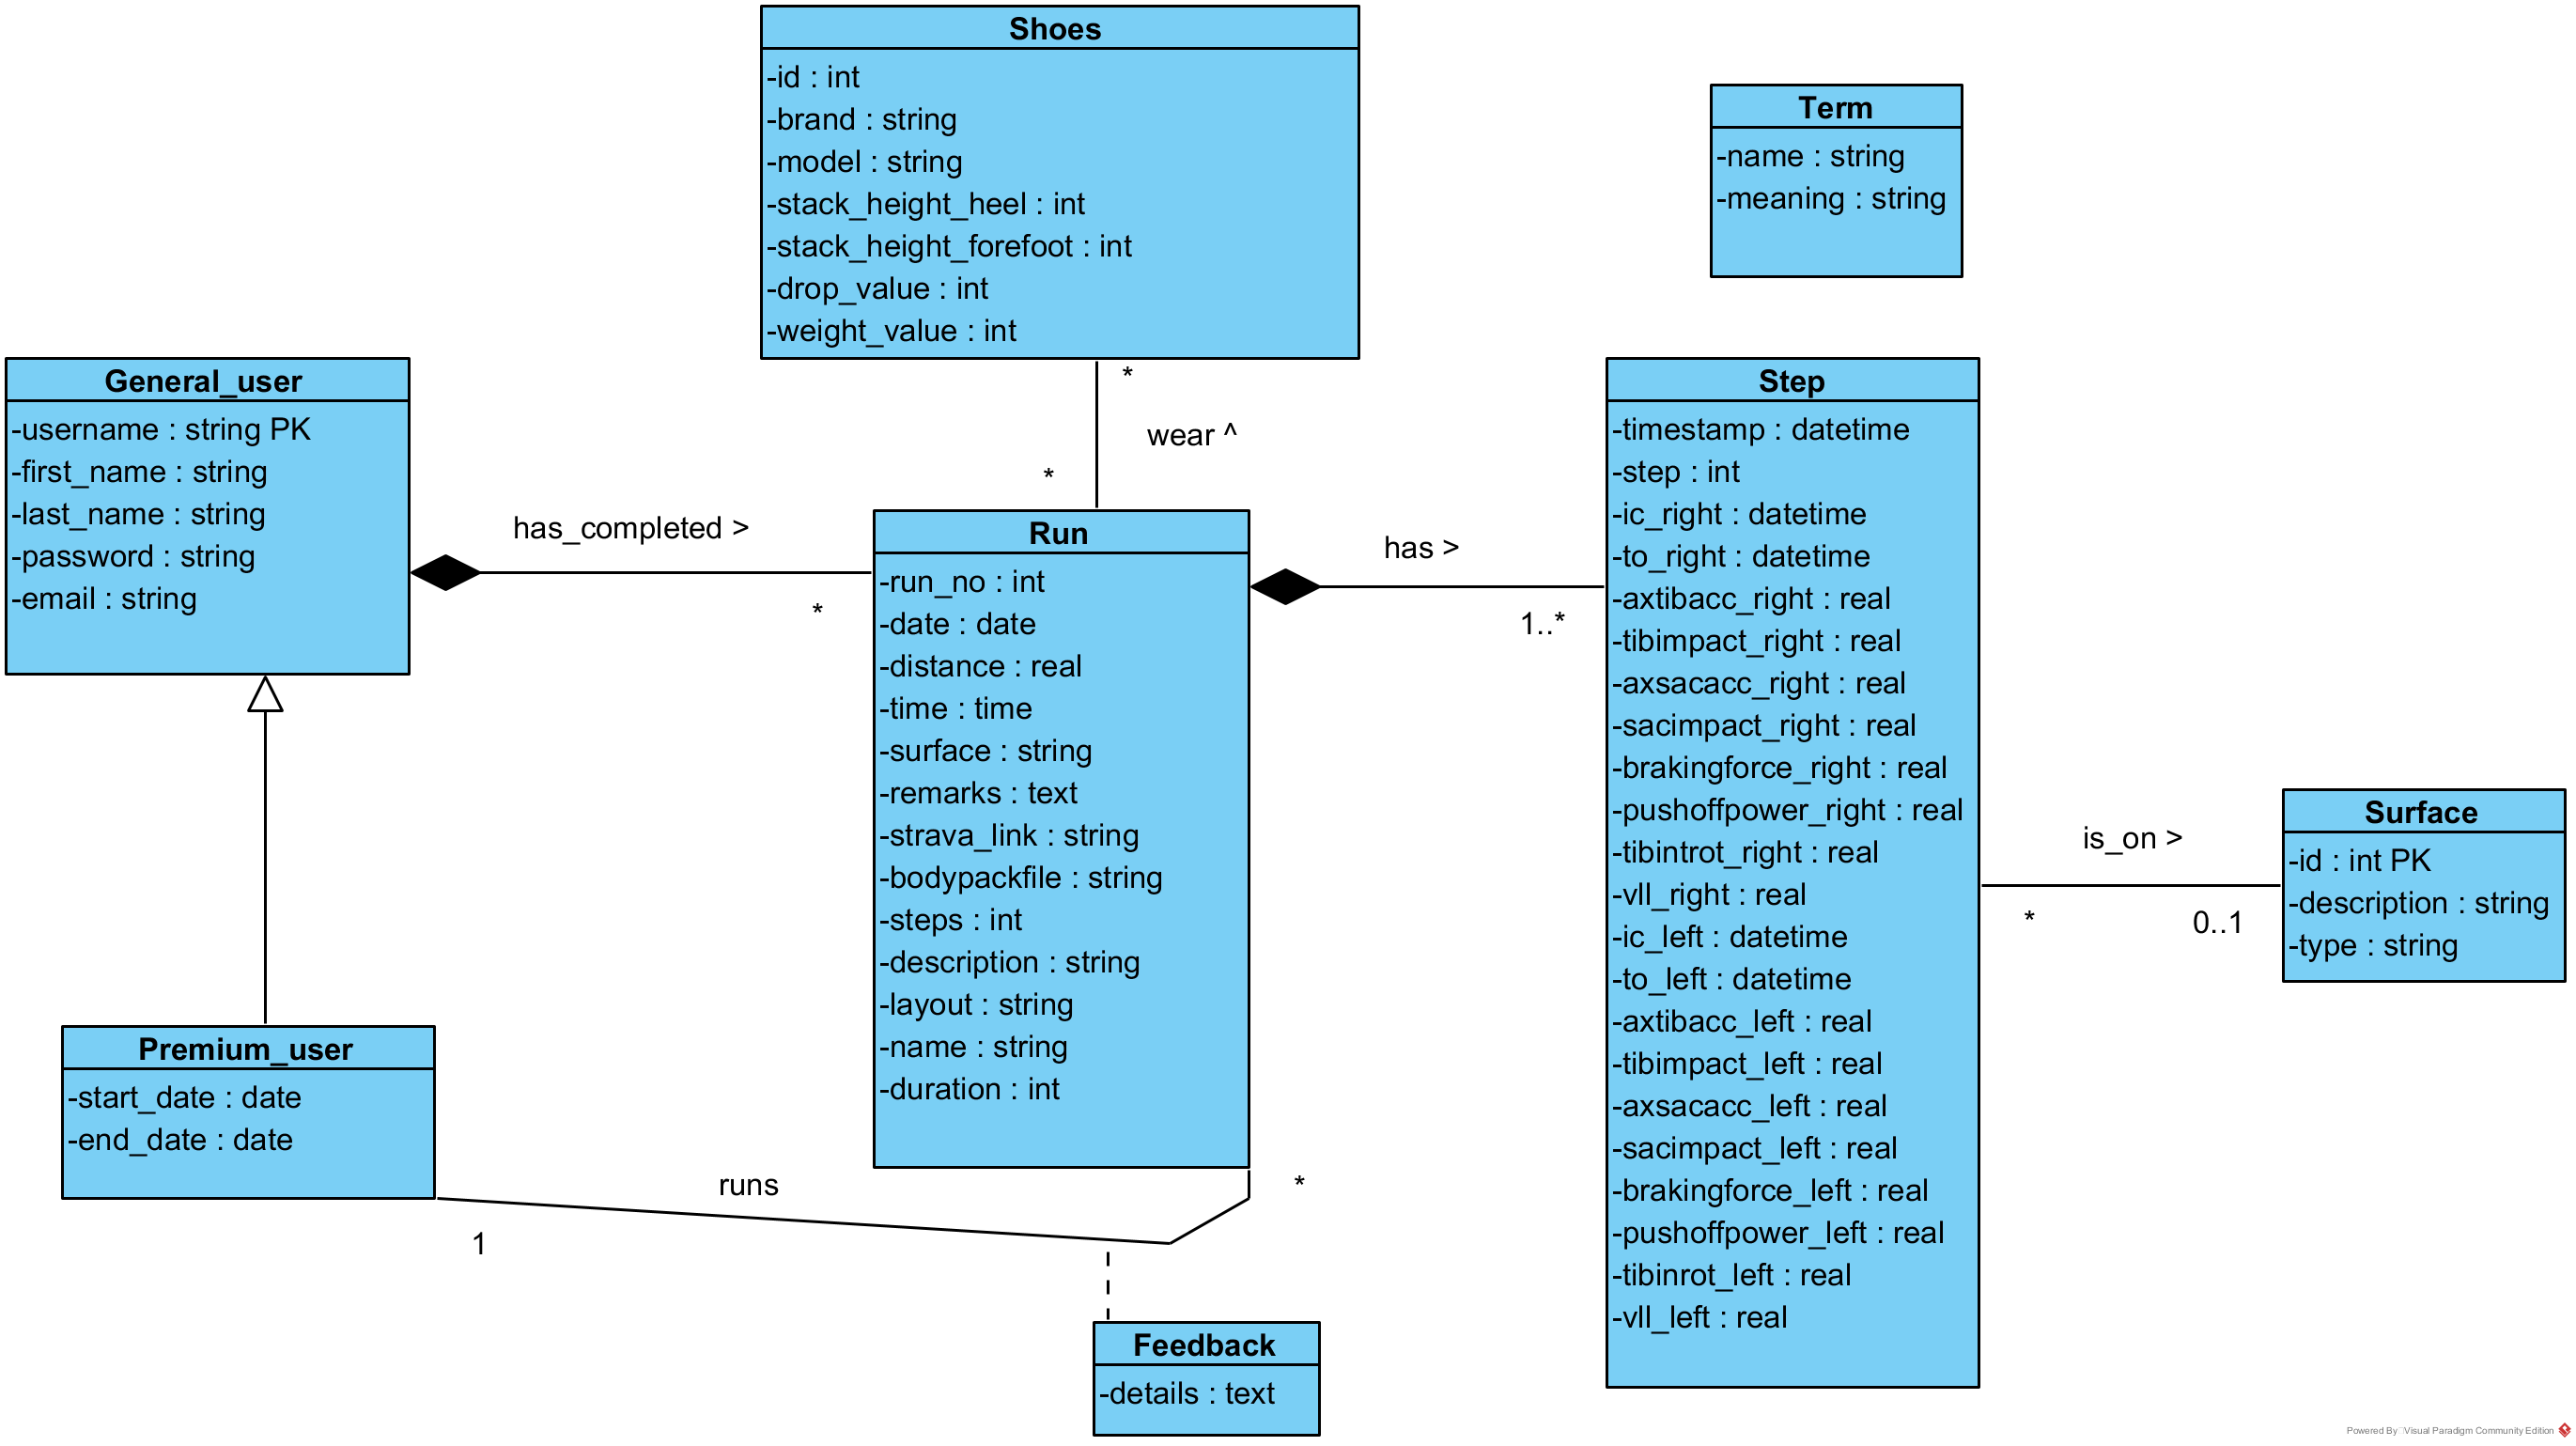 Shoes
-id : int
-brand : string
-model : string
-stack_height_heel : int
-stack_height_forefoot : int
-drop_value : int
-weight_value : int
Term
-name : string
-meaning : string
General_user
-username : string PK
-first_name : string
-last_name : string
-password : string
-email : string
*
wear ^
*
has_completed >
*
Run
-run_no : int
-date : date
-distance : real
-time : time
-surface : string
-remarks : text
-strava_link : string
-bodypackfile : string
-steps : int
-description : string
-layout : string
-name : string
-duration : int
has >
1..*
Step
-timestamp : datetime
-step : int
-ic_right : datetime
-to_right : datetime
-axtibacc_right : real
-tibimpact_right : real
-axsacacc_right : real
-sacimpact_right : real
-brakingforce_right : real
-pushoffpower_right : real
-tibintrot_right : real
-vll_right : real
-ic_left : datetime
-to_left : datetime
-axtibacc_left : real
-tibimpact_left : real
-axsacacc_left : real
-sacimpact_left : real
-brakingforce_left : real
-pushoffpower_left : real
-tibinrot_left : real
-vll_left : real
is_on >
*
0..1
Surface
-id : int PK
-description : string
-type : string
Premium_user
-start_date : date
-end_date : date
runs
1
*
Feedback
-details : text
Powered By Visual Paradigm Community Edition